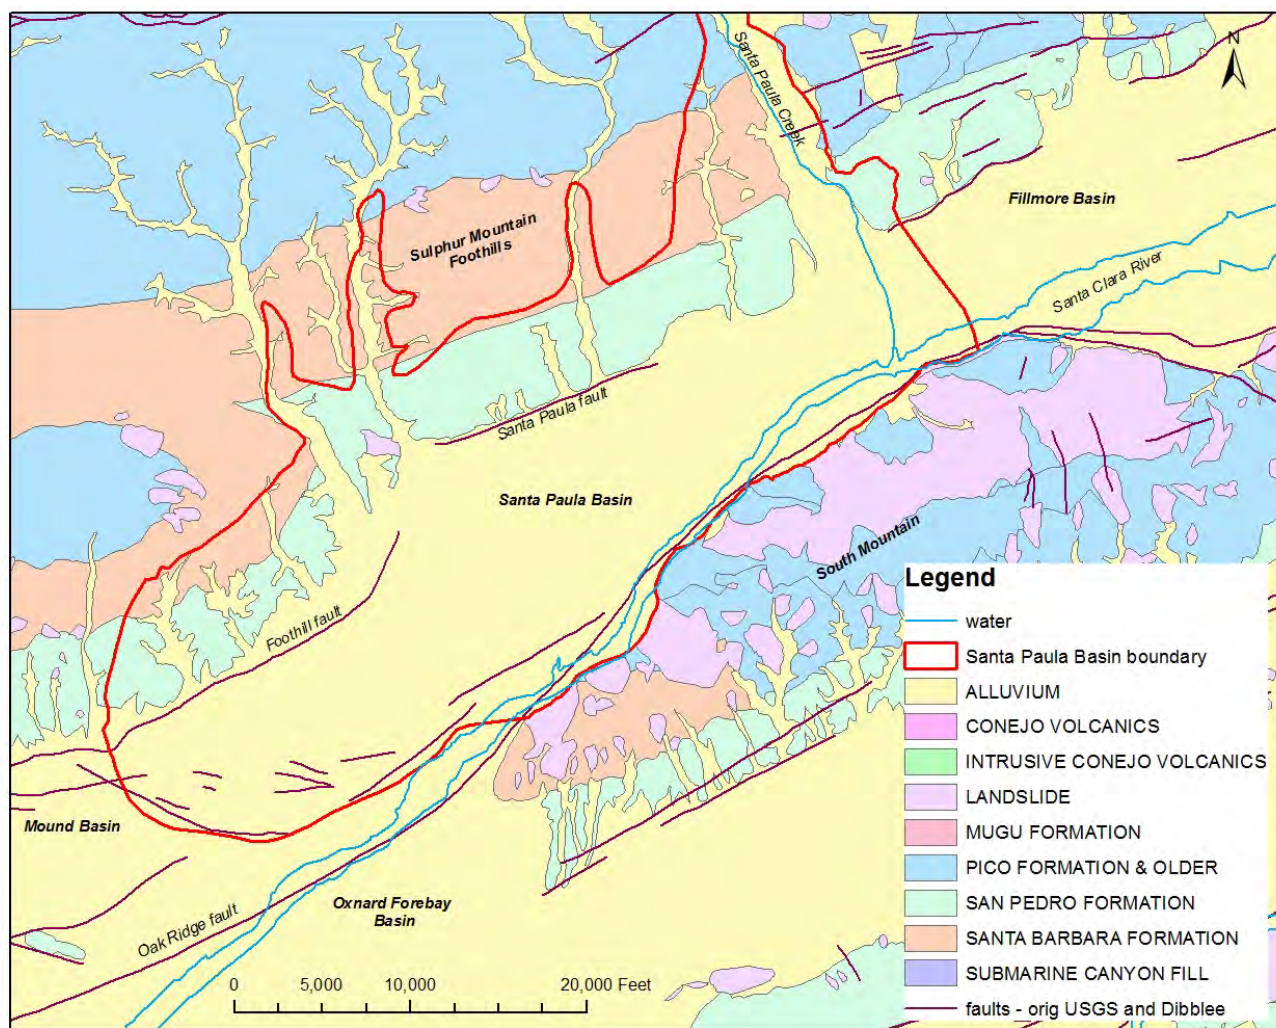 N
Santa Paula Creek
Fillmore Basin
Sulphur Mountain
Foothills
Santa Clara River
Santa Paula fault
Santa Paula Basin
South Mountain
Foothill fault
Mound Basin
Oxnard Forebay
Basin
Oak Ridge fault
0 5,000 10,000 20,000 Feet
Legend
water
Santa Paula Basin boundary
ALLUVIUM
CONEJO VOLCANICS
INTRUSIVE CONEJO VOLCANICS
LANDSLIDE
MUGU FORMATION
PICO FORMATION & OLDER
SAN PEDRO FORMATION
SANTA BARBARA FORMATION
SUBMARINE CANYON FILL
faults - orig USGS and Dibblee